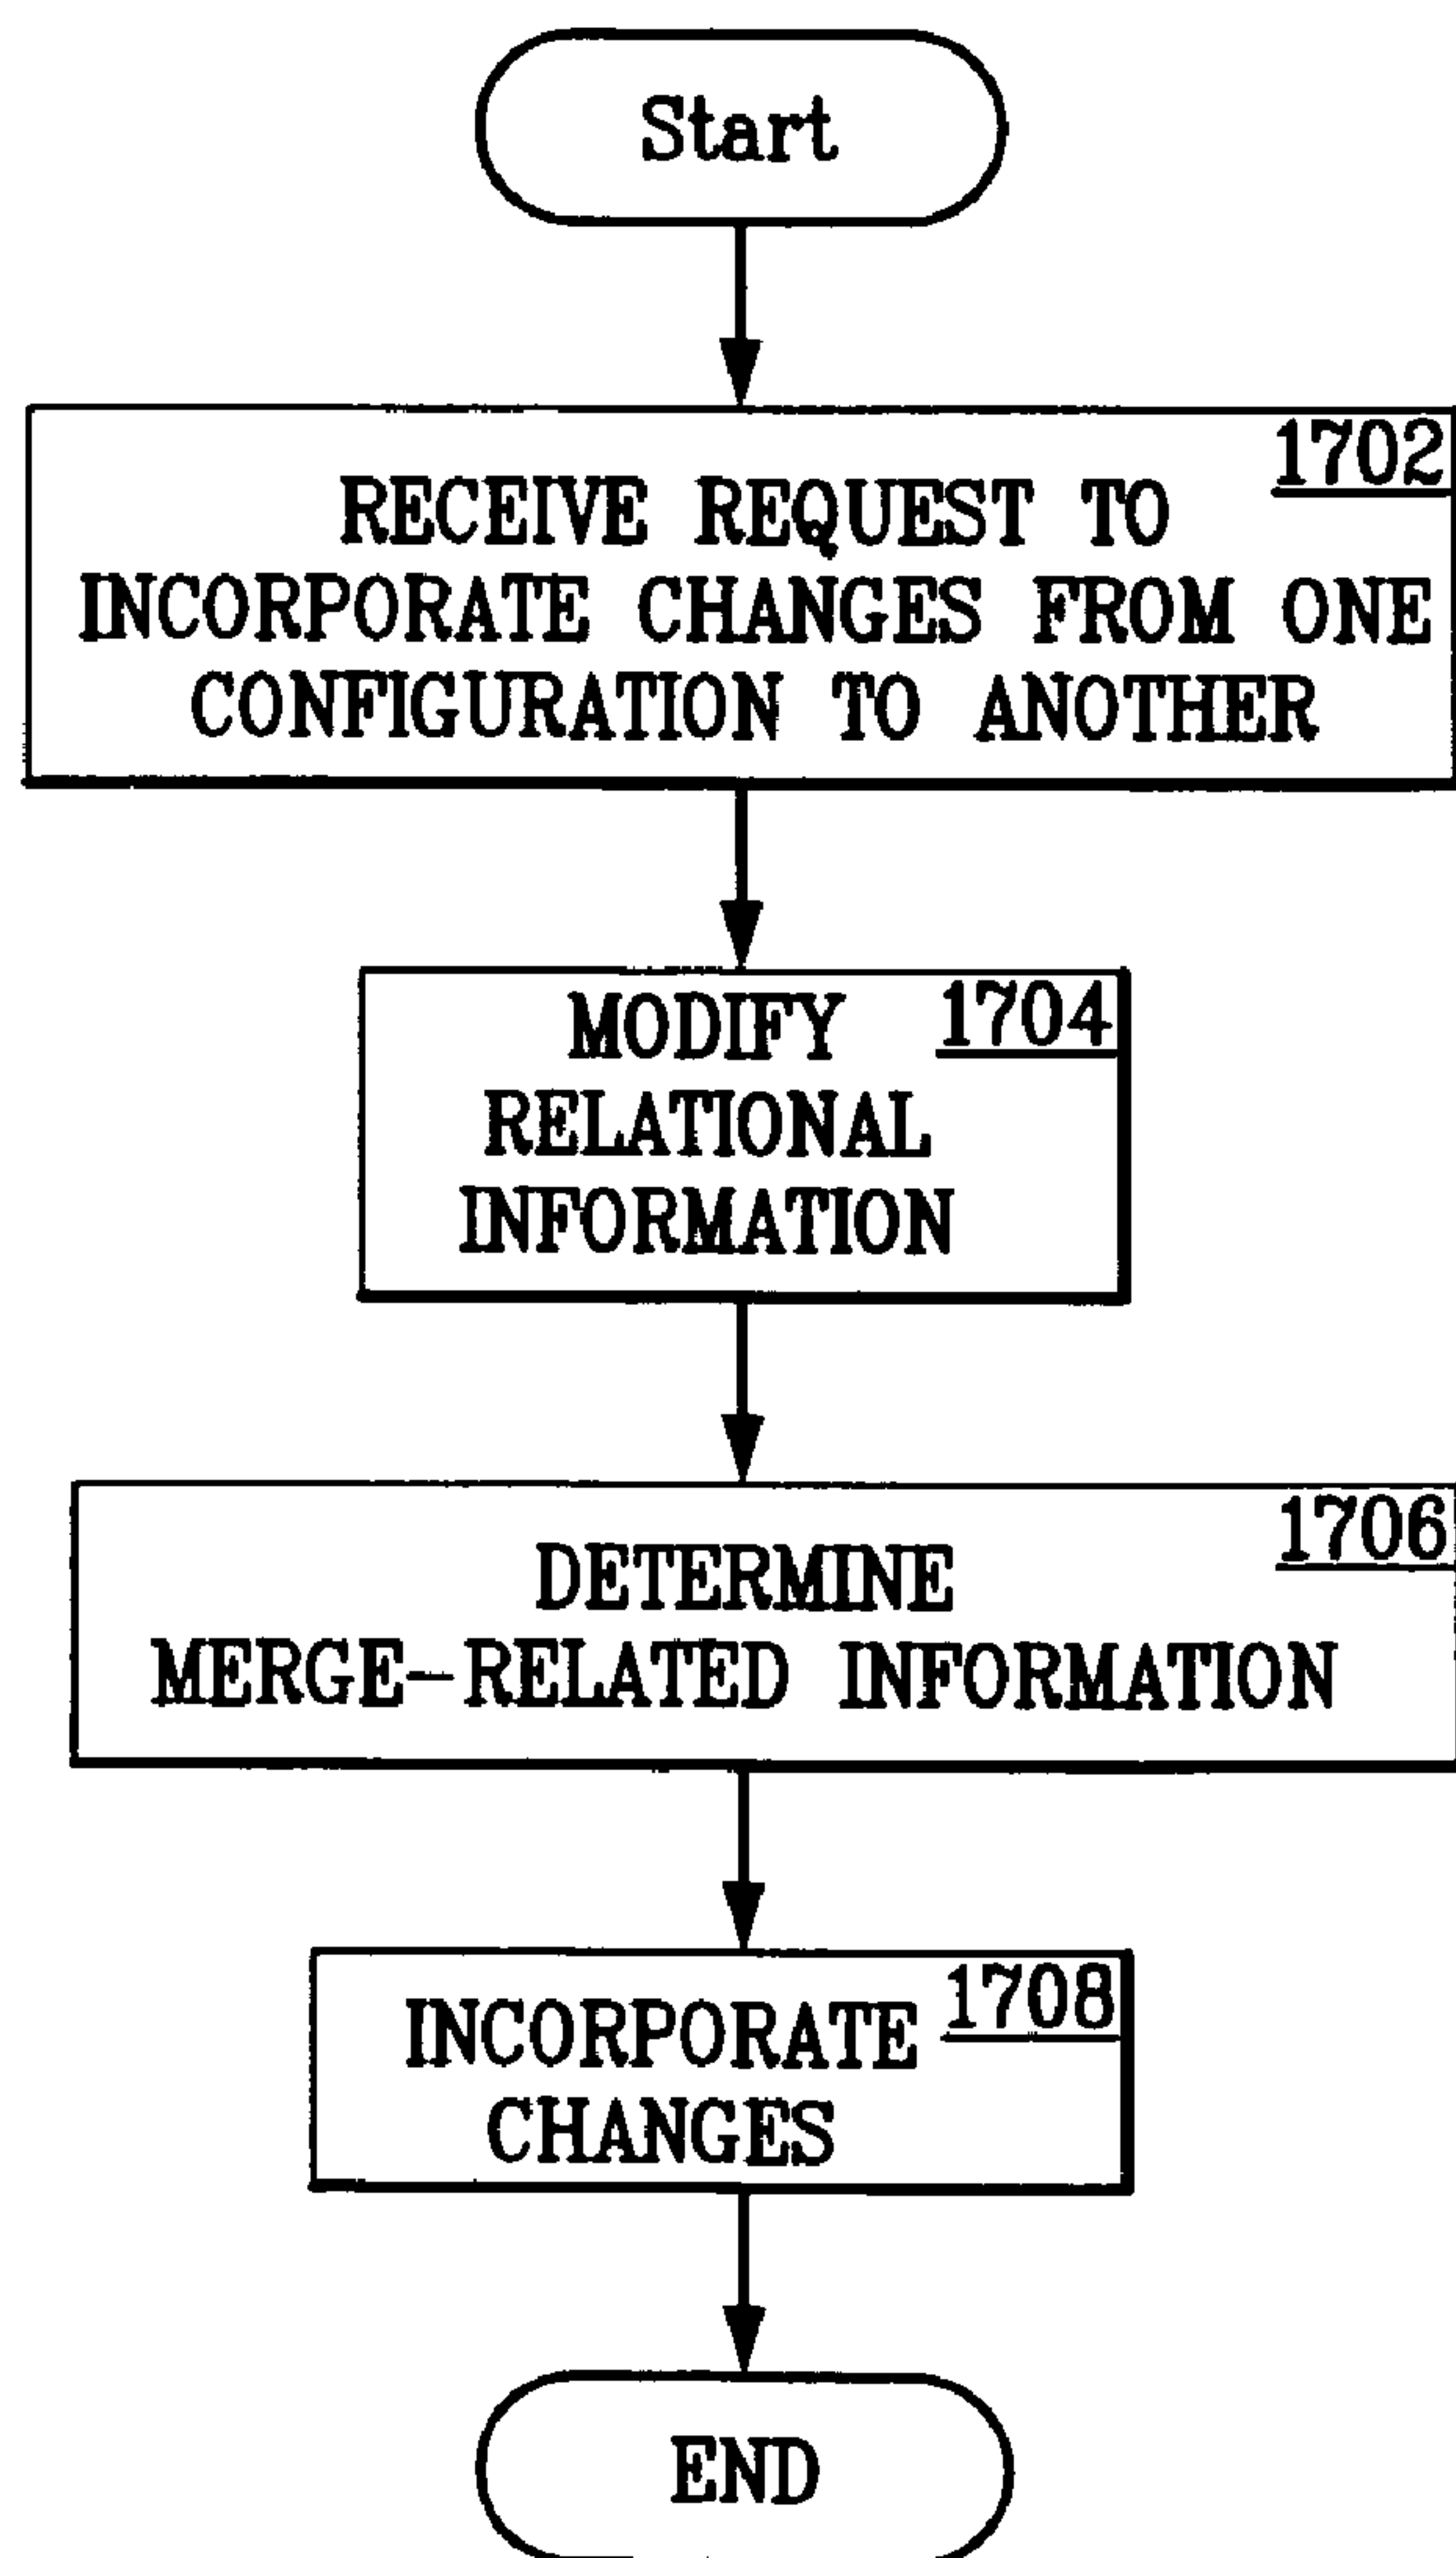 Start
1702
RECEIVE REQUEST TO
INCORPORATE CHANGES FROM ONE
CONFIGURATION TO ANOTHER
1704
MODIFY
RELATIONAL
INFORMATION
1706
DETERMINE
MERGE-RELATED INFORMATION
1708
INCORPORATE
CHANGES
END